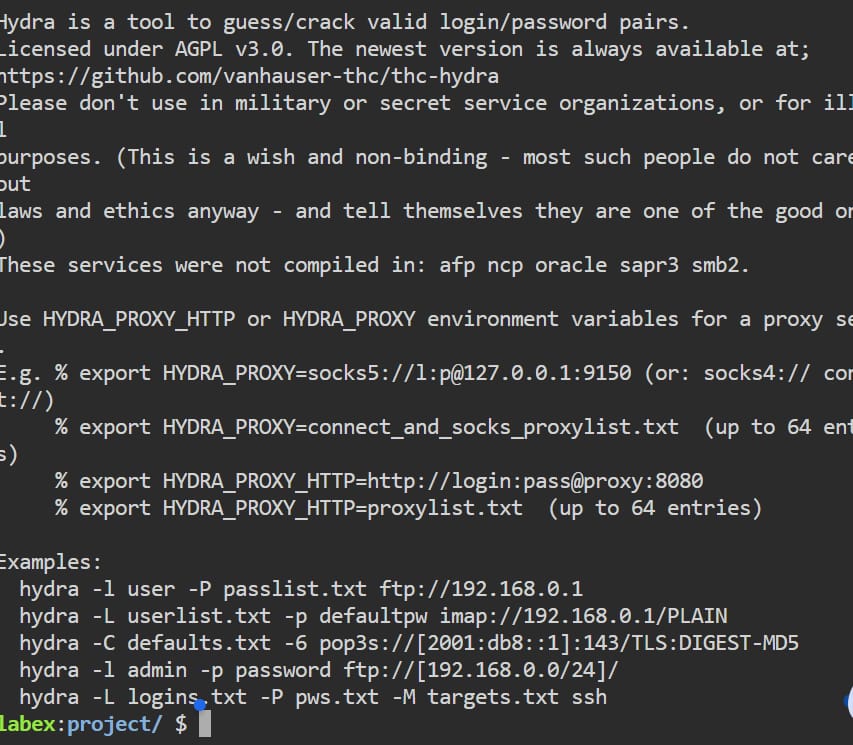 Hydra is a tool to guess/crack valid login/password pairs.
Licensed under AGPL v3.0. The newest version is always available at;
https://github.com/vanhauser-thc/thc-hydra
Please don't use in military or secret service organizations, or for ill
l
purposes. (This is a wish and non-binding - most such people do not care
out
laws and ethics anyway - and tell themselves they are one of the good on
)
These services were not compiled in: afp ncp oracle sapr3 smb2.
Use HYDRA_PROXY_HTTP or HYDRA_PROXY environment variables for a proxy se
.
E.g. % export HYDRA_PROXY=socks5://l:p@127.0.0.1:9150 (or: socks4:// con
t://)
% export HYDRA_PROXY=connect_and_socks_proxylist.txt  (up to 64 ent
s)
% export HYDRA_PROXY_HTTP=http://login:pass@proxy:8080
% export HYDRA_PROXY_HTTP=proxylist.txt  (up to 64 entries)
Examples:
hydra -l user -P passlist.txt ftp://192.168.0.1
hydra -L userlist.txt -p defaultpw imap://192.168.0.1/PLAIN
hydra -C defaults.txt -6 pop3s://[2001:db8::1]:143/TLS:DIGEST-MD5
hydra -l admin -p password ftp://[192.168.0.0/24]/
hydra -L logins.txt -P pws.txt -M targets.txt ssh
labex:project/ $